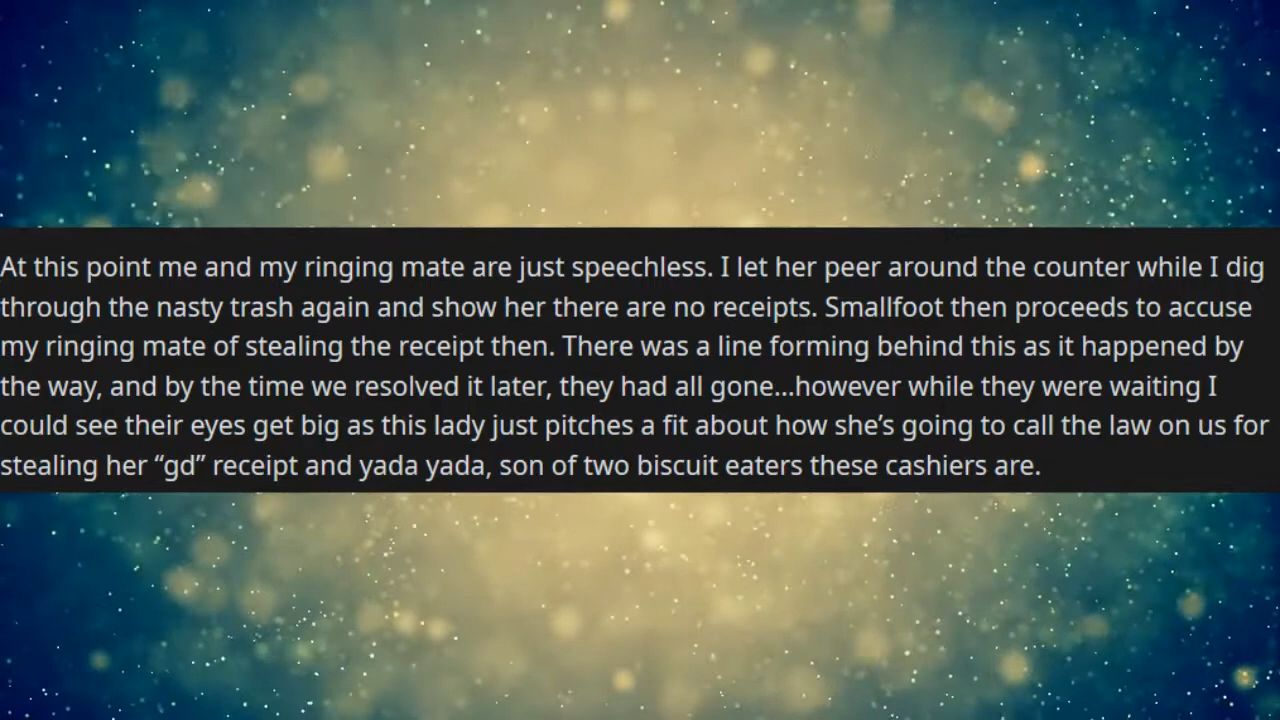 At this point me and my ringing mate are just speechless. I let her peer around the counter while I dig
through the nasty trash again and show her there are no receipts. Smallfoot then proceeds to accuse
my ringing mate of stealing the receipt then. There was a line forming behind this as it happened by
the way, and by the time we resolved it later, they had all gone...however while they were waiting I
could see their eyes get big as this lady just pitches a fit about how she’s going to call the law on us for
stealing her “gd” receipt and yada yada, son of two biscuit eaters these cashiers are.